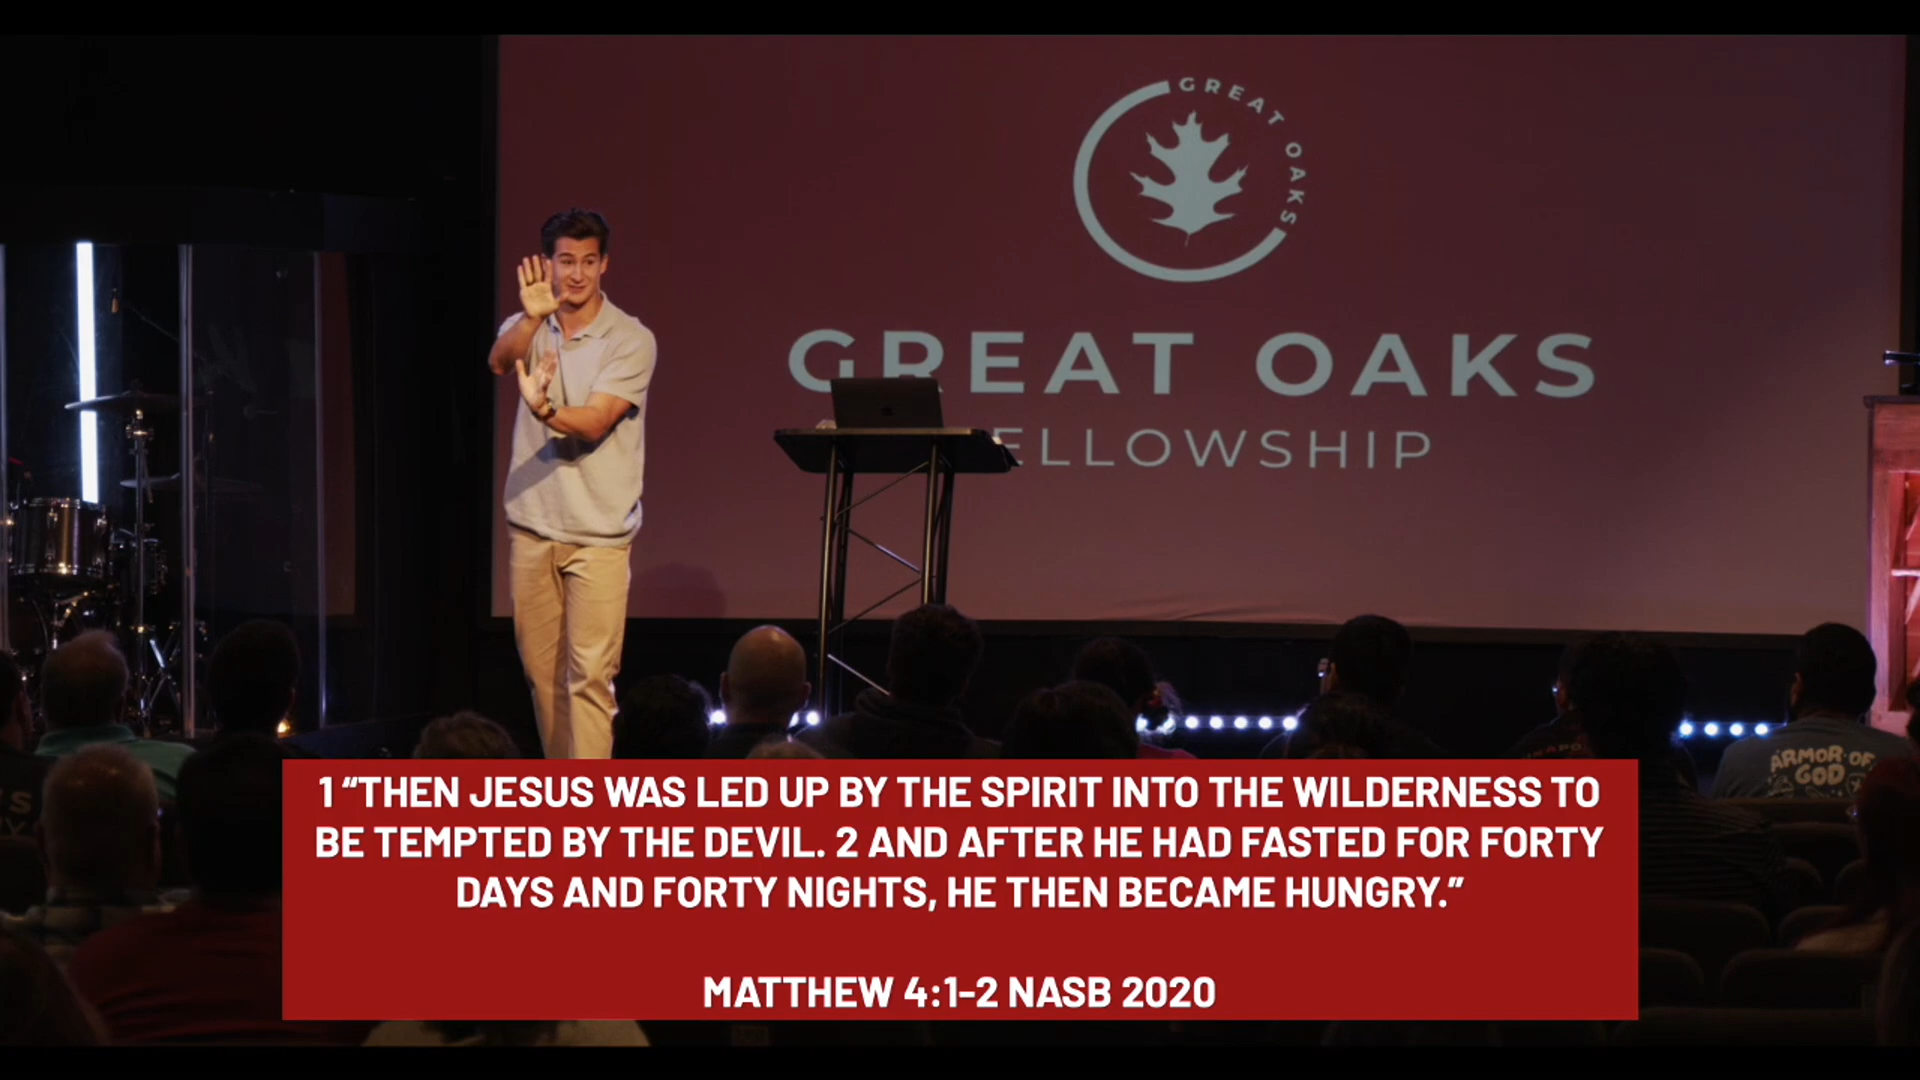 GREAT OAKS
GREAT OAKS
ELLOWSHIP
ARMOR OF
GOD
1 “THEN JESUS WAS LED UP BY THE SPIRIT INTO THE WILDERNESS TO
BE TEMPTED BY THE DEVIL. 2 AND AFTER HE HAD FASTED FOR FORTY
DAYS AND FORTY NIGHTS, HE THEN BECAME HUNGRY.”
MATTHEW 4:1-2 NASB 2020